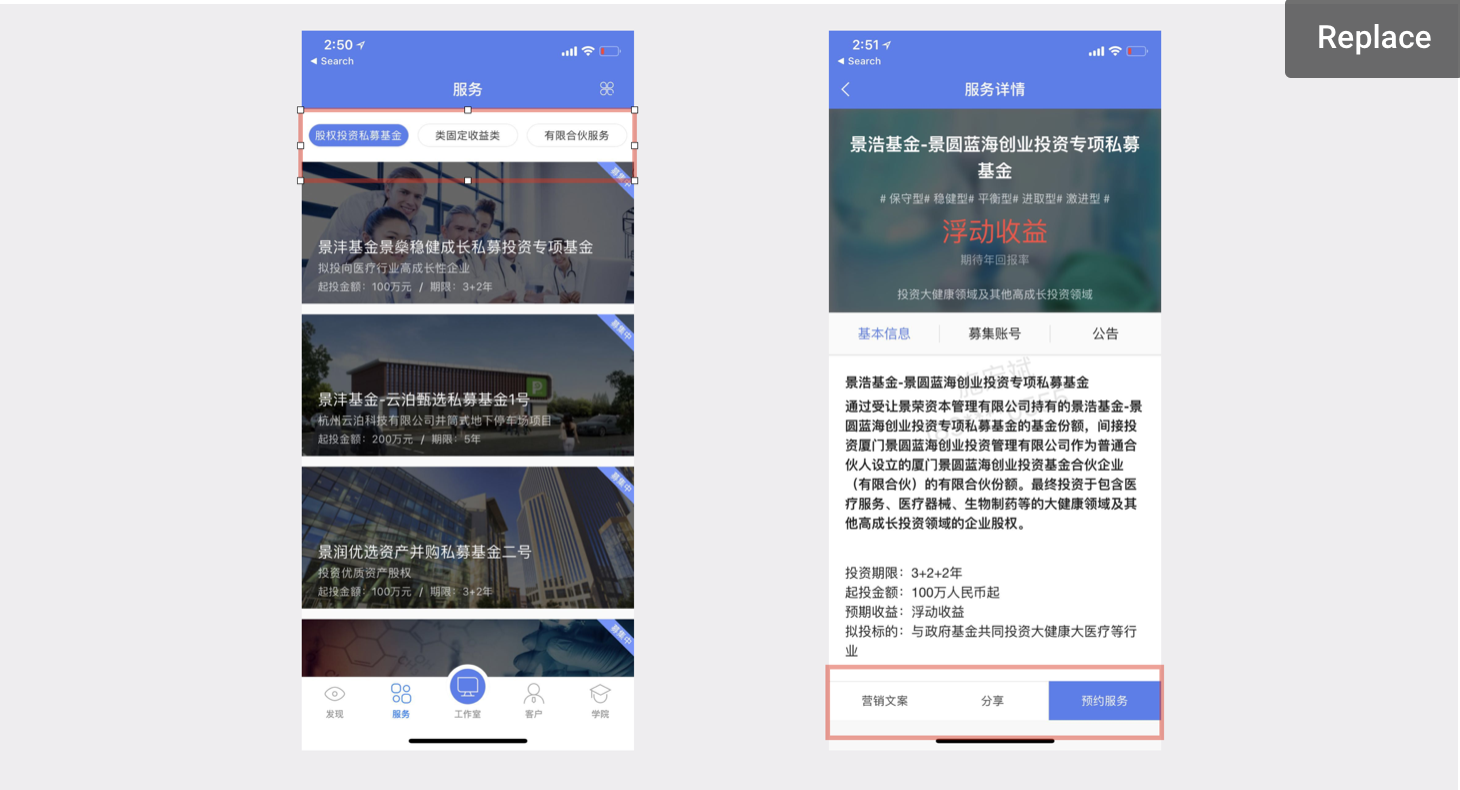 Replace
2:50
Search
服务
股权投资私募基金
类固定收益类
有限合伙服务
景沣基金景燊稳健成长私募投资专项基金
拟投向医疗行业高成长性企业
起投金额：100万元 / 期限：3+2年
募集中
景沣基金-云泊甄选私募基金1号
杭州云泊科技有限公司井筒式地下停车场项目
起投金额：200万元 / 期限：5年
募集中
景润优选资产并购私募基金二号
投资优质资产股权
起投金额：100万元 / 期限：3+2年
募集中
发现
服务
工作室
客户
学院
2:51
Search
服务详情
景浩基金-景圆蓝海创业投资专项私募
基金
# 保守型# 稳健型# 平衡型# 进取型# 激进型 #
浮动收益
期待年回报率
投资大健康领域及其他高成长投资领域
基本信息
募集账号
公告
景浩基金-景圆蓝海创业投资专项私募基金
通过受让景荣资本管理有限公司持有的景浩基金-景
圆蓝海创业投资专项私募基金的基金份额，间接投
资厦门景圆蓝海创业投资管理有限公司作为普通合
伙人设立的厦门景圆蓝海创业投资基金合伙企业
（有限合伙）的有限合伙份额。最终投资于包含医
疗服务、医疗器械、生物制药等的大健康领域及其
他高成长投资领域的企业股权。
投资期限：3+2+2年
起投金额：100万人民币起
预期收益：浮动收益
拟投标的：与政府基金共同投资大健康大医疗等行
业
营销文案
分享
预约服务